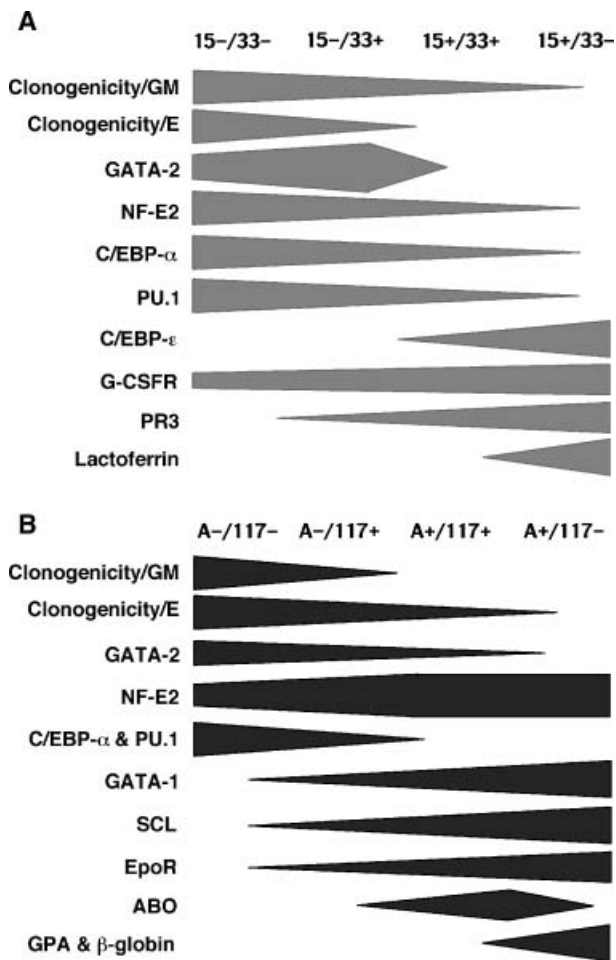 A
15−/33− 15−/33+ 15+/33+ 15+/33−
Clonogenicity/GM
Clonogenicity/E
GATA-2
NF-E2
C/EBP-α
PU.1
C/EBP-ε
G-CSFR
PR3
Lactoferrin
B
A−/117− A−/117+ A+/117+ A+/117−
Clonogenicity/GM
Clonogenicity/E
GATA-2
NF-E2
C/EBP-α & PU.1
GATA-1
SCL
EpoR
ABO
GPA & β-globin